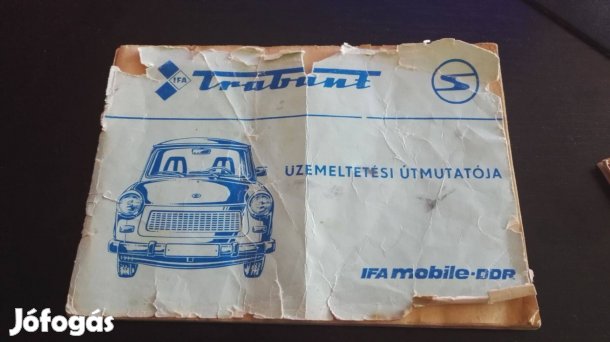 IFA
Trabant
S
UZEMELTETÉSI ÚTMUTATÓJA
IFA mobile-DDR
Jófogás